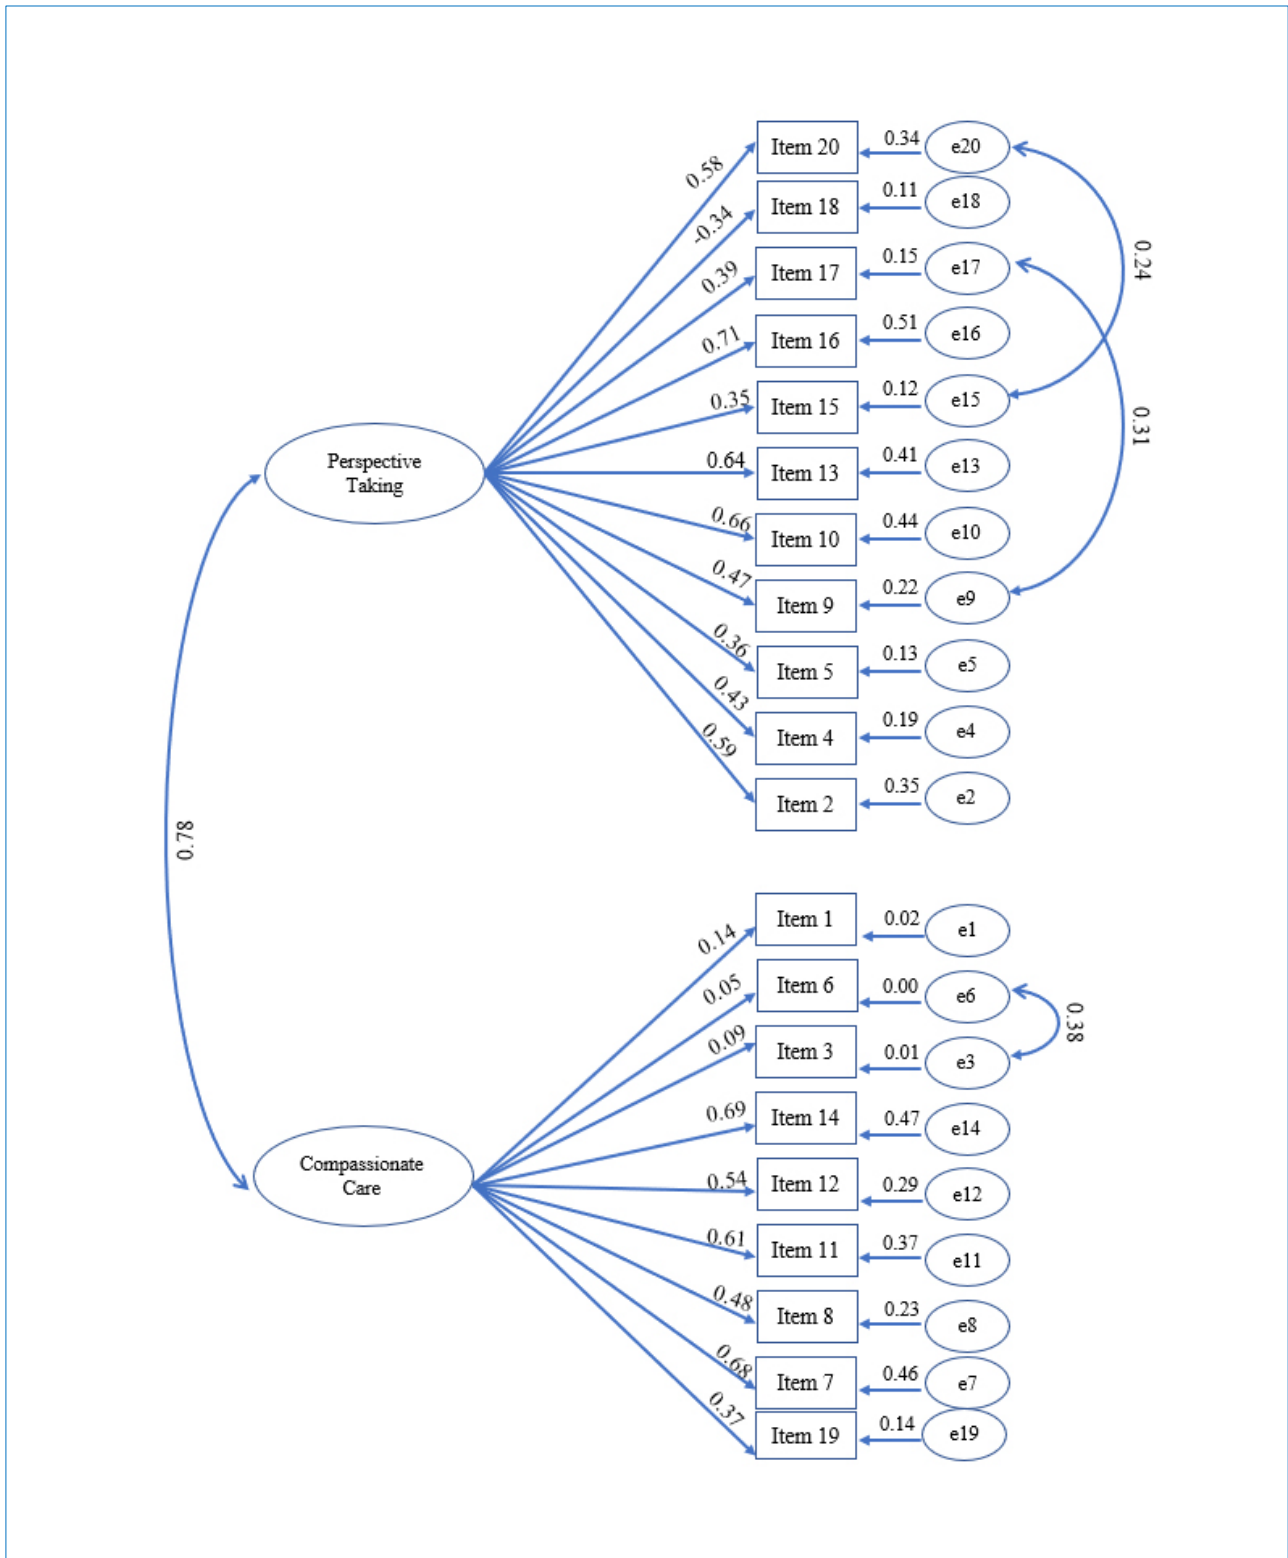 Item 20 0.34 e20
0.58
Item 18 0.11 e18
-0.34
Item 17 0.15 e17
0.39
0.24
Item 16 0.51 e16
0.71
Item 15 0.12 e15
0.35
0.31
Perspective
Taking
Item 13 0.41 e13
0.64
Item 10 0.44 e10
0.66
Item 9 0.22 e9
0.47
Item 5 0.13 e5
0.36
Item 4 0.19 e4
0.43
Item 2 0.35 e2
0.59
0.78
Item 1 0.02 e1
0.14
Item 6 0.00 e6
0.05
0.38
Item 3 0.01 e3
0.09
Item 14 0.47 e14
0.69
Compassionate
Care
Item 12 0.29 e12
0.54
Item 11 0.37 e11
0.61
Item 8 0.23 e8
0.48
Item 7 0.46 e7
0.68
Item 19 0.14 e19
0.37